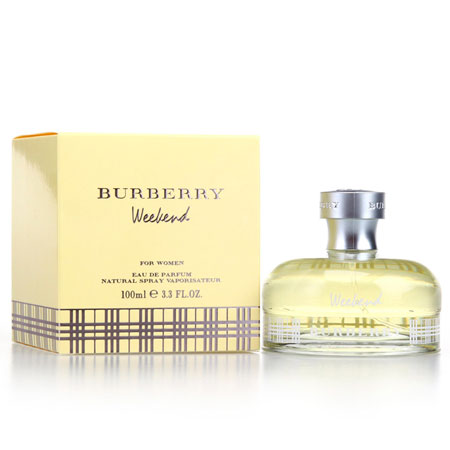 BURBERRY
Weekend
FOR WOMEN
EAU DE PARFUM
NATURAL SPRAY VAPORISATEUR
100ml ℮ 3.3 FL.OZ.
Weekend